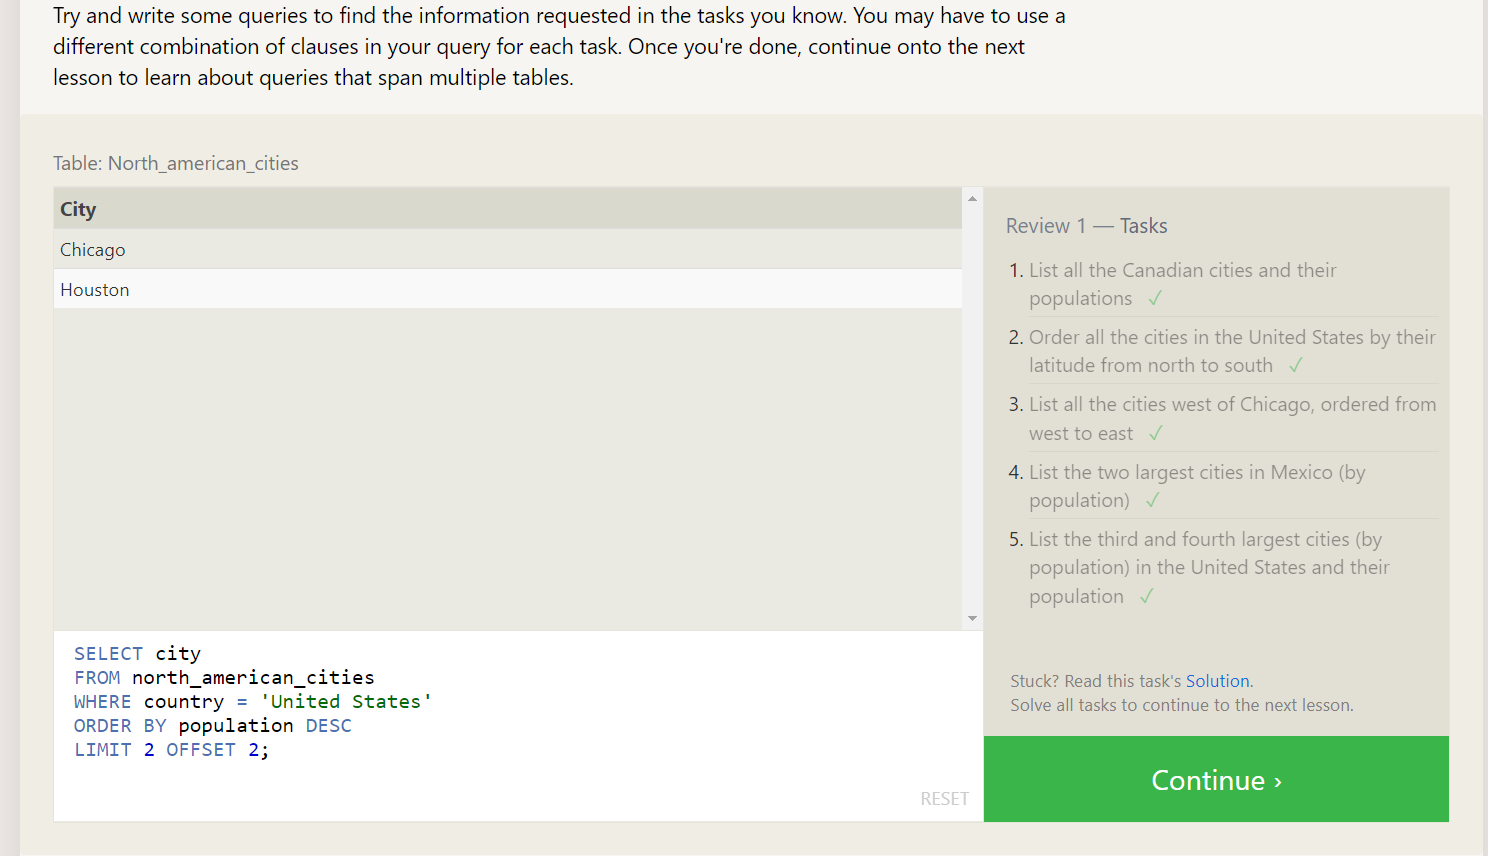 Try and write some queries to find the information requested in the tasks you know. You may have to use a
different combination of clauses in your query for each task. Once you're done, continue onto the next
lesson to learn about queries that span multiple tables.
Table: North_american_cities
City
Chicago
Houston
SELECT city
FROM north_american_cities
WHERE country = 'United States'
ORDER BY population DESC
LIMIT 2 OFFSET 2;
RESET
Review 1 — Tasks
1. List all the Canadian cities and their
populations ✓
2. Order all the cities in the United States by their
latitude from north to south ✓
3. List all the cities west of Chicago, ordered from
west to east ✓
4. List the two largest cities in Mexico (by
population) ✓
5. List the third and fourth largest cities (by
population) in the United States and their
population ✓
Stuck? Read this task's Solution.
Solve all tasks to continue to the next lesson.
Continue ›